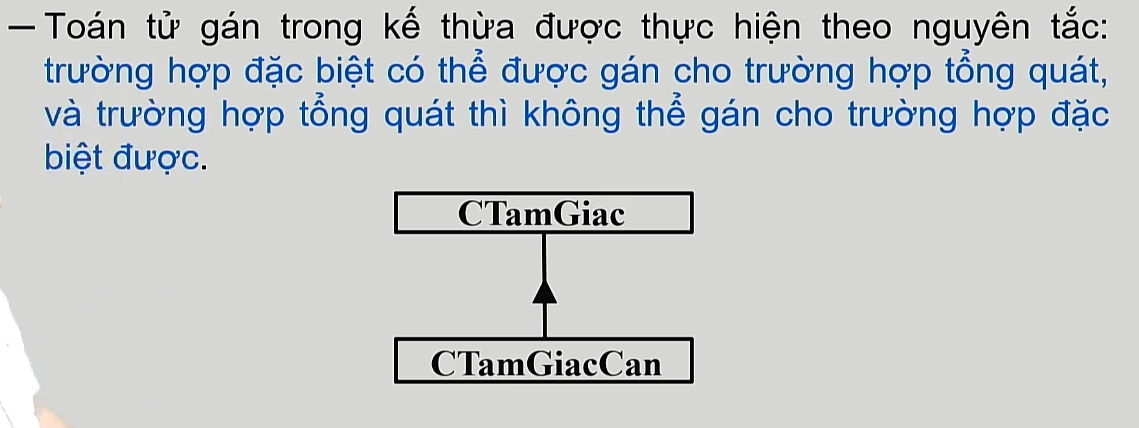 – Toán tử gán trong kế thừa được thực hiện theo nguyên tắc:
trường hợp đặc biệt có thể được gán cho trường hợp tổng quát,
và trường hợp tổng quát thì không thể gán cho trường hợp đặc
biệt được.
CTamGiac
CTamGiacCan